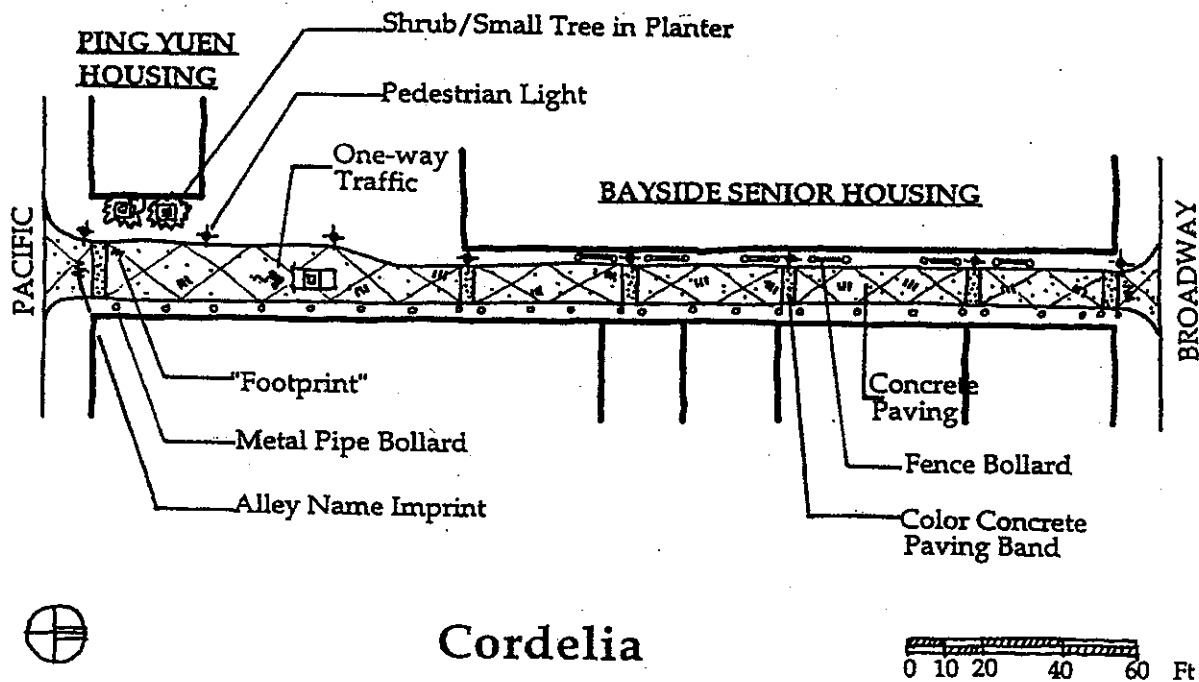 Shrub/Small Tree in Planter
PING YUEN
HOUSING
Pedestrian Light
One-way
Traffic
BAYSIDE SENIOR HOUSING
PACIFIC
BROADWAY
"Footprint"
Concrete
Paving
Metal Pipe Bollard
Fence Bollard
Alley Name Imprint
Color Concrete
Paving Band
Cordelia
0 10 20 40 60 Ft